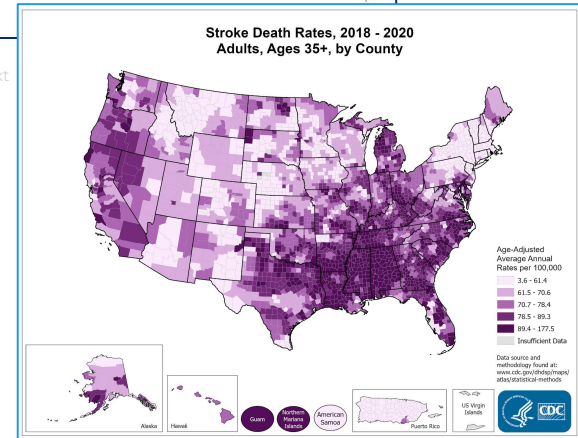 Stroke Death Rates, 2018 - 2020
Adults, Ages 35+, by County
Age-Adjusted
Average Annual
Rates per 100,000
3.6 - 61.4
61.5 - 70.6
70.7 - 78.4
78.5 - 89.3
89.4 - 177.5
Insufficient Data
Data source and
methodology found at:
www.cdc.gov/dhdsp/maps/
atlas/statistical-methods
Alaska
Hawaii
Guam
Northern
Mariana
Islands
American
Samoa
Puerto Rico
US Virgin
Islands
CDC